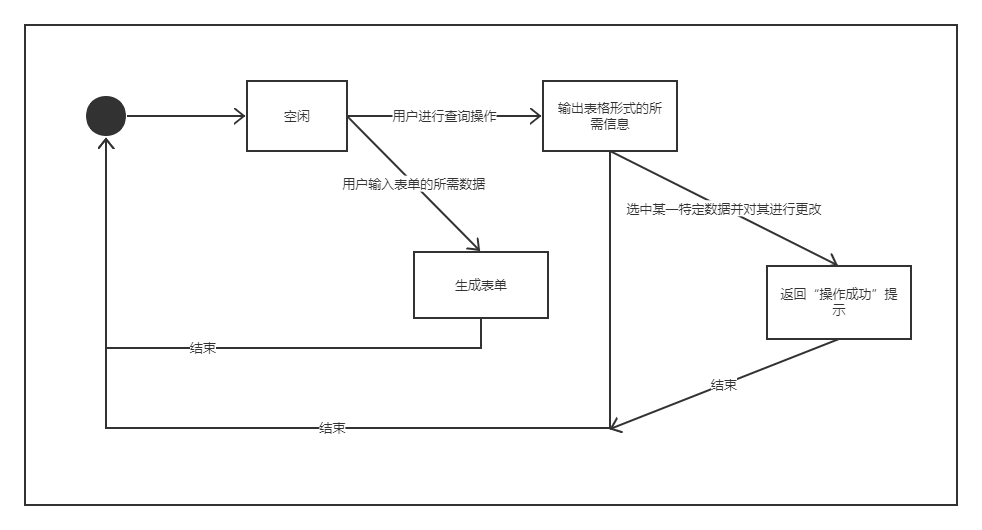 空闲
用户进行查询操作
输出表格形式的所
需信息
用户输入表单的所需数据
选中某一特定数据并对其进行更改
生成表单
返回“操作成功”提
示
结束
结束
结束